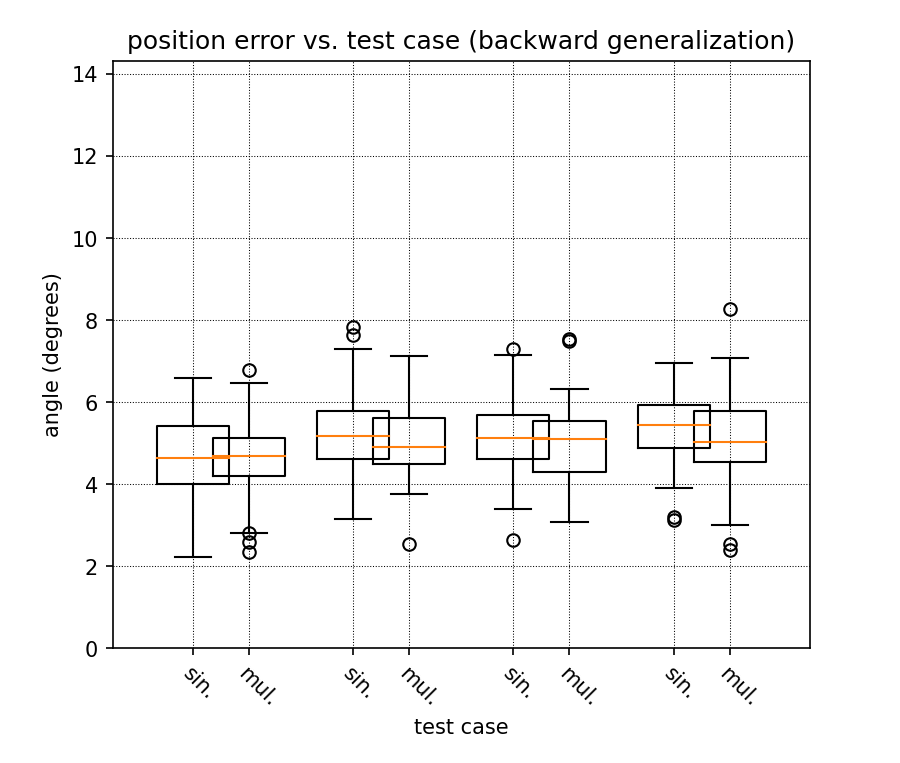 position error vs. test case (backward generalization)
14
12
10
8
6
4
2
0
angle (degrees)
sin. mul. sin. mul. sin. mul. sin. mul.
test case